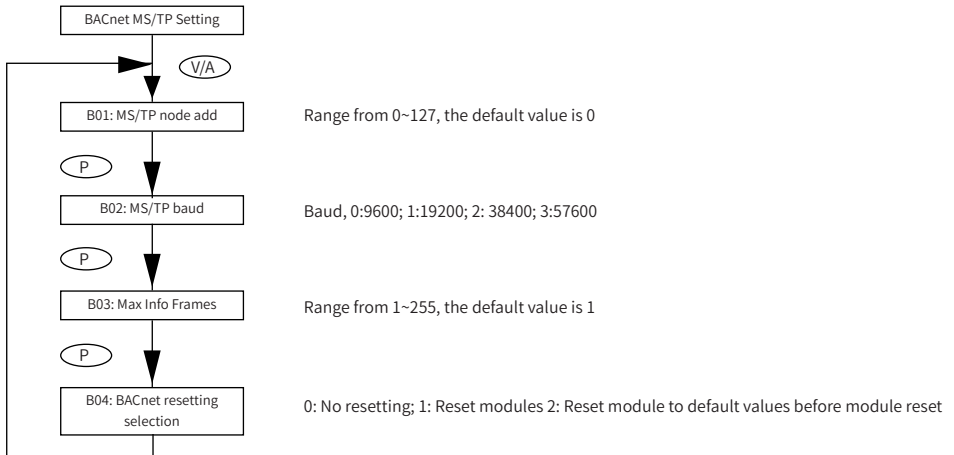 BACnet MS/TP Setting
V/A
B01: MS/TP node add
Range from 0~127, the default value is 0
P
B02: MS/TP baud
Baud, 0:9600; 1:19200; 2: 38400; 3:57600
P
B03: Max Info Frames
Range from 1~255, the default value is 1
P
B04: BACnet resetting
selection
0: No resetting; 1: Reset modules 2: Reset module to default values before module reset